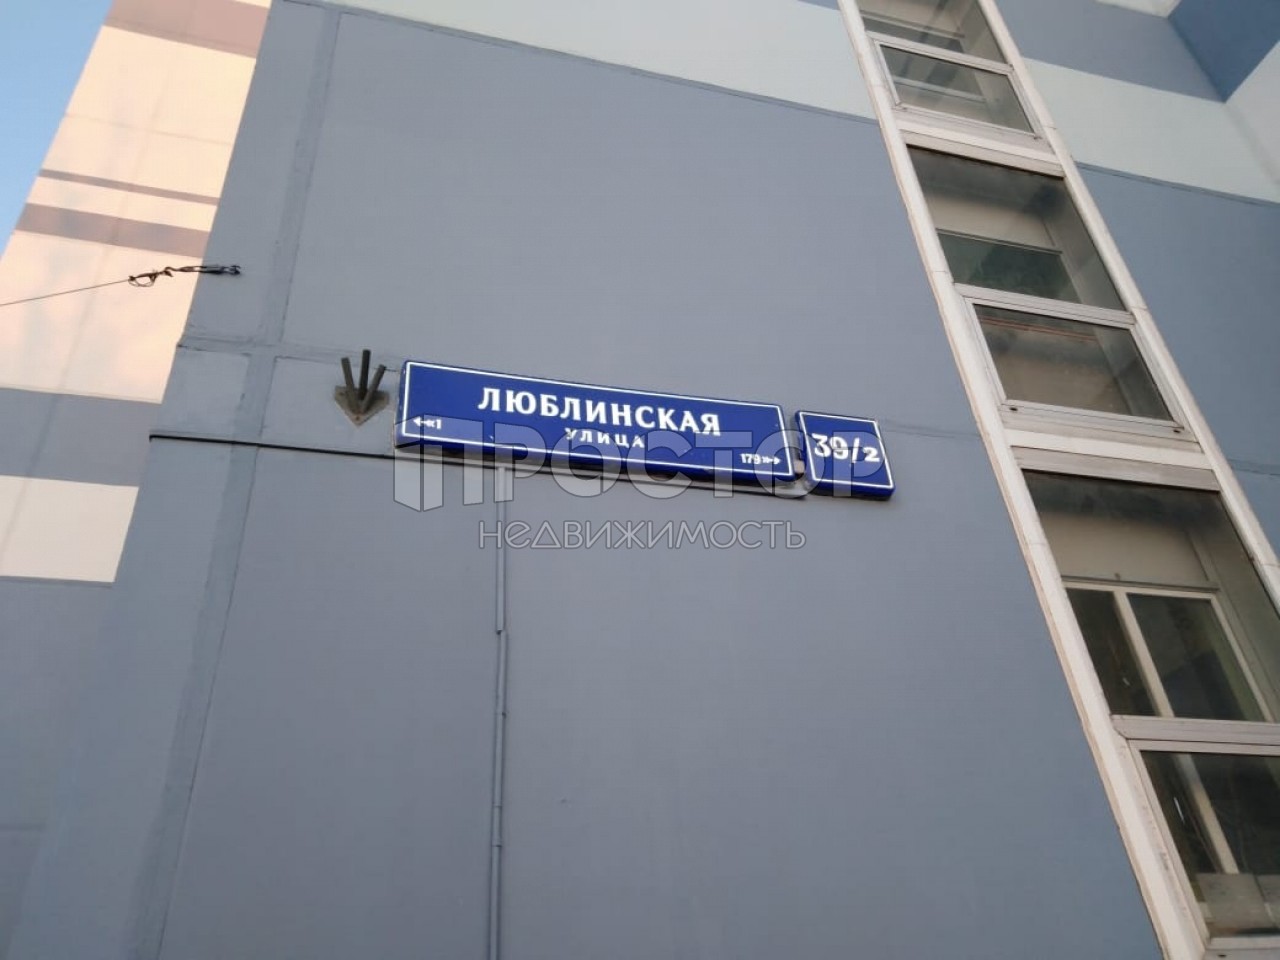 ЛЮБЛИНСКАЯ
УЛИЦА
1
179
39/2
ПРОСТОР
НЕДВИЖИМОСТЬ